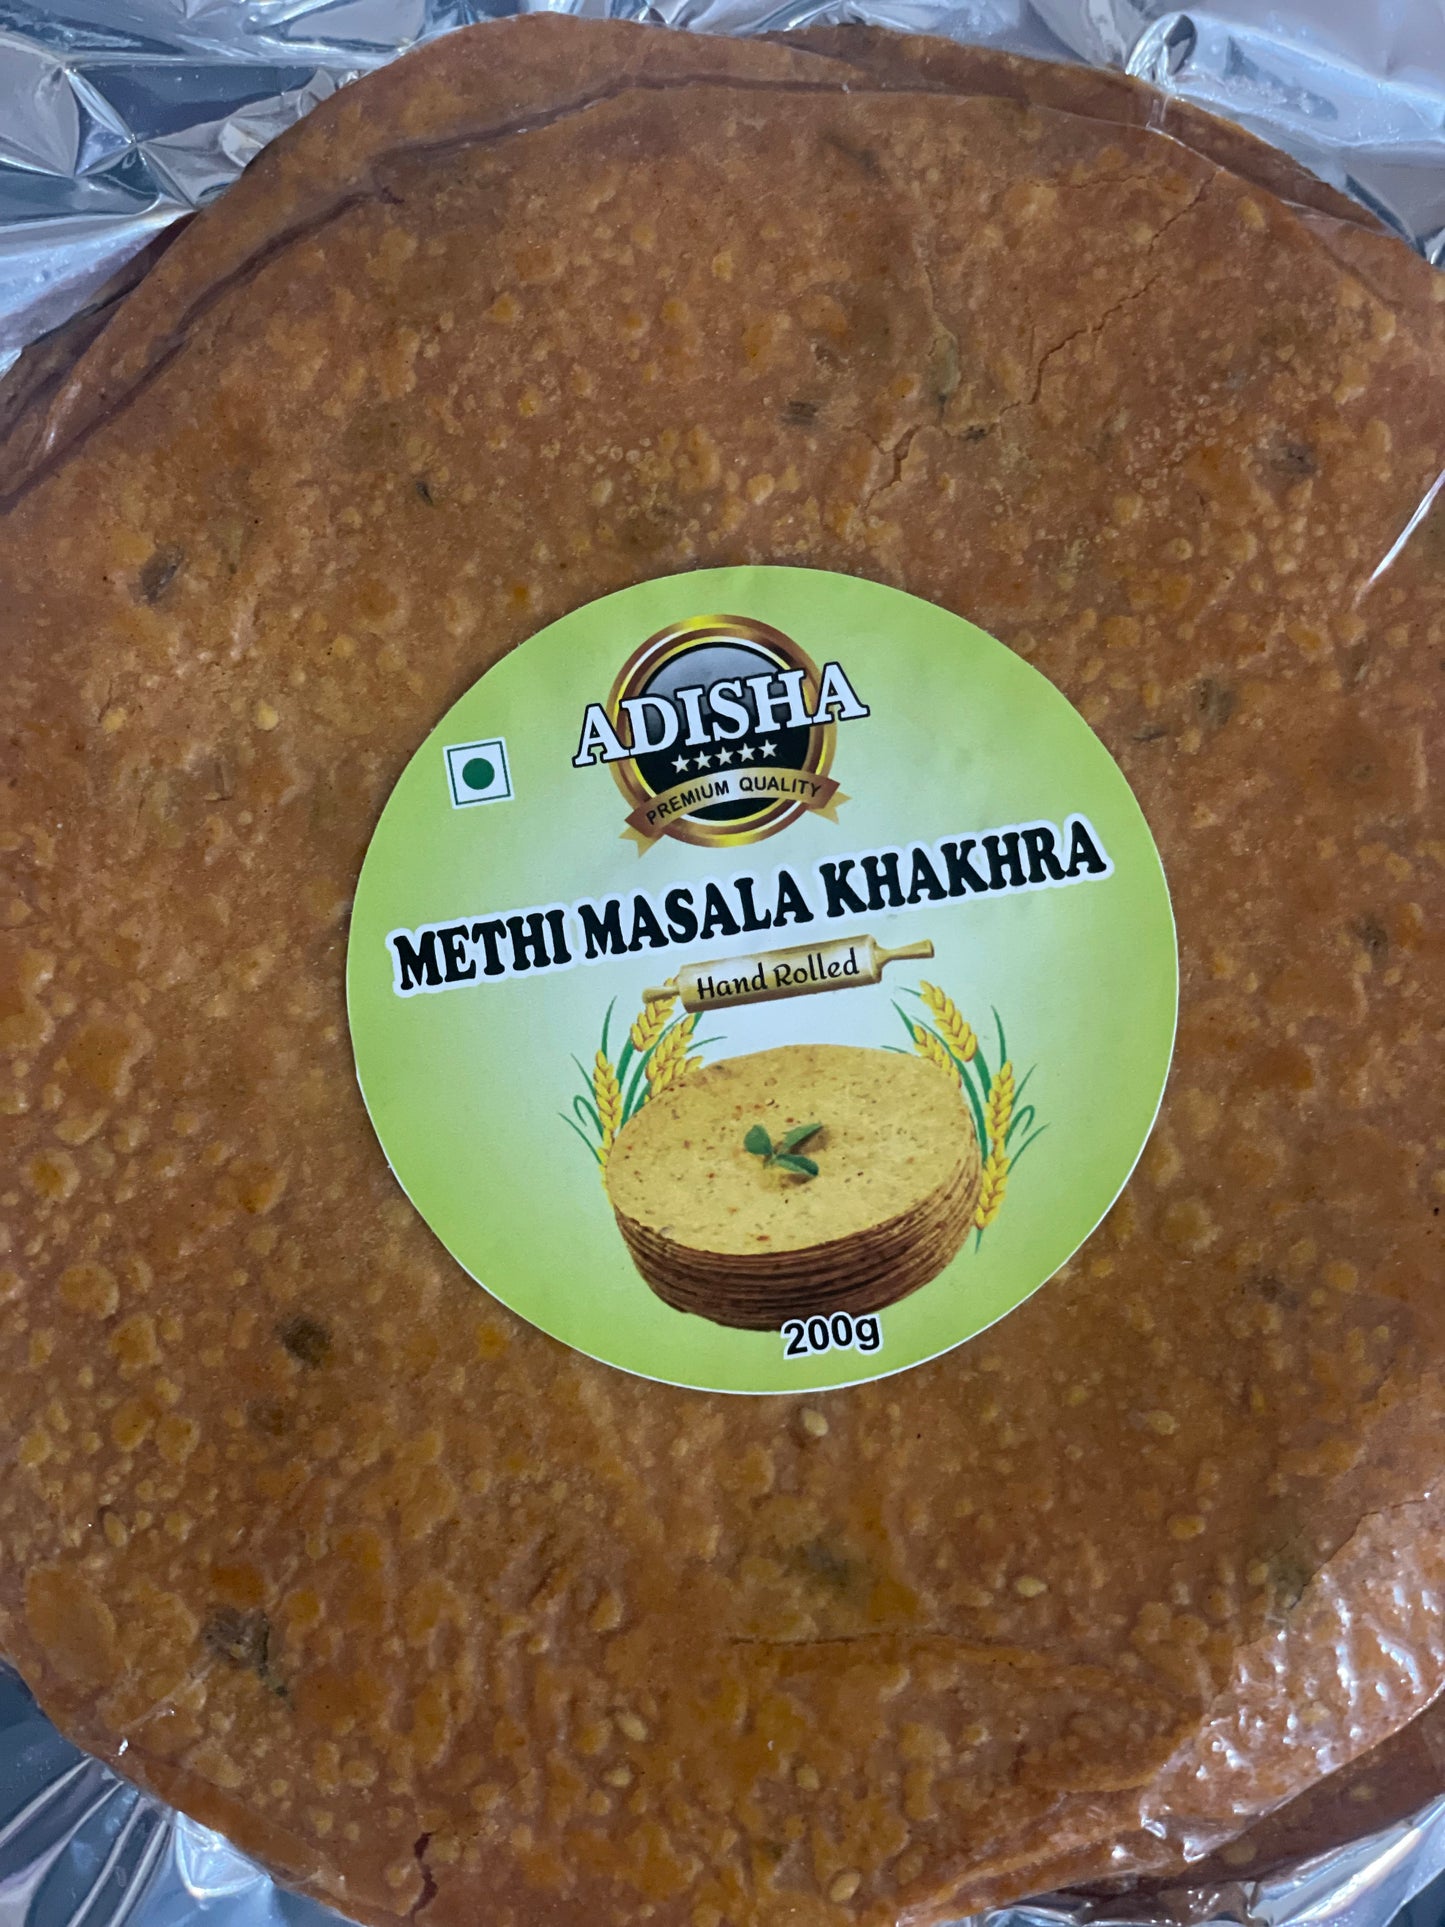 ADISHA
PREMIUM QUALITY
METHI MASALA KHAKHRA
Hand Rolled
200g